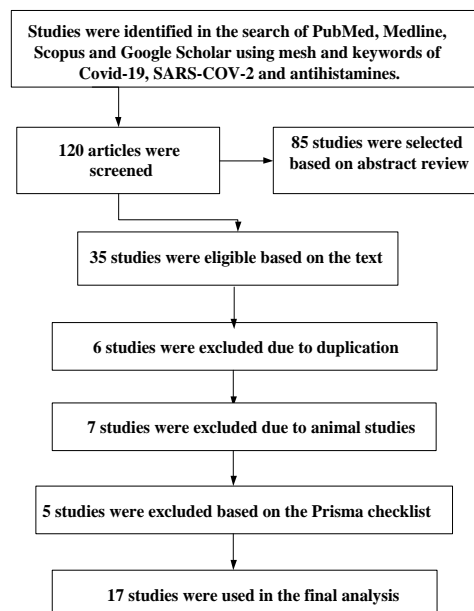 Studies were identified in the search of PubMed, Medline,
Scopus and Google Scholar using mesh and keywords of
Covid-19, SARS-COV-2 and antihistamines.
120 articles were
screened
85 studies were selected
based on abstract review
35 studies were eligible based on the text
6 studies were excluded due to duplication
7 studies were excluded due to animal studies
5 studies were excluded based on the Prisma checklist
17 studies were used in the final analysis